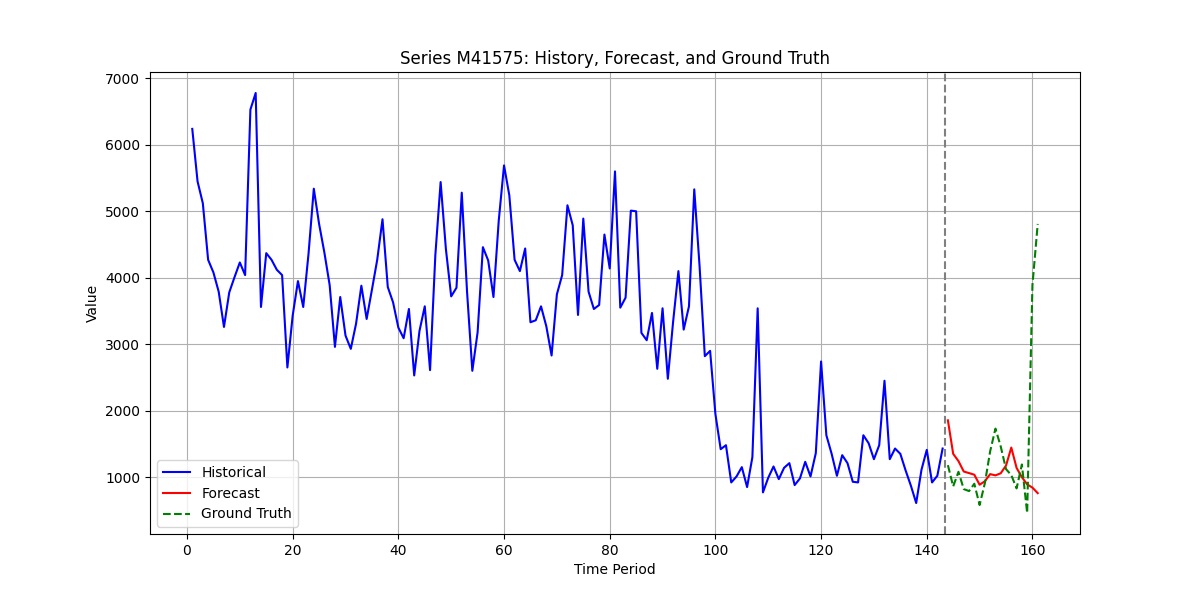 Series M41575: History, Forecast, and Ground Truth
7000
6000
5000
4000
3000
2000
1000
Value
Historical
Forecast
Ground Truth
0 20 40 60 80 100 120 140 160
Time Period